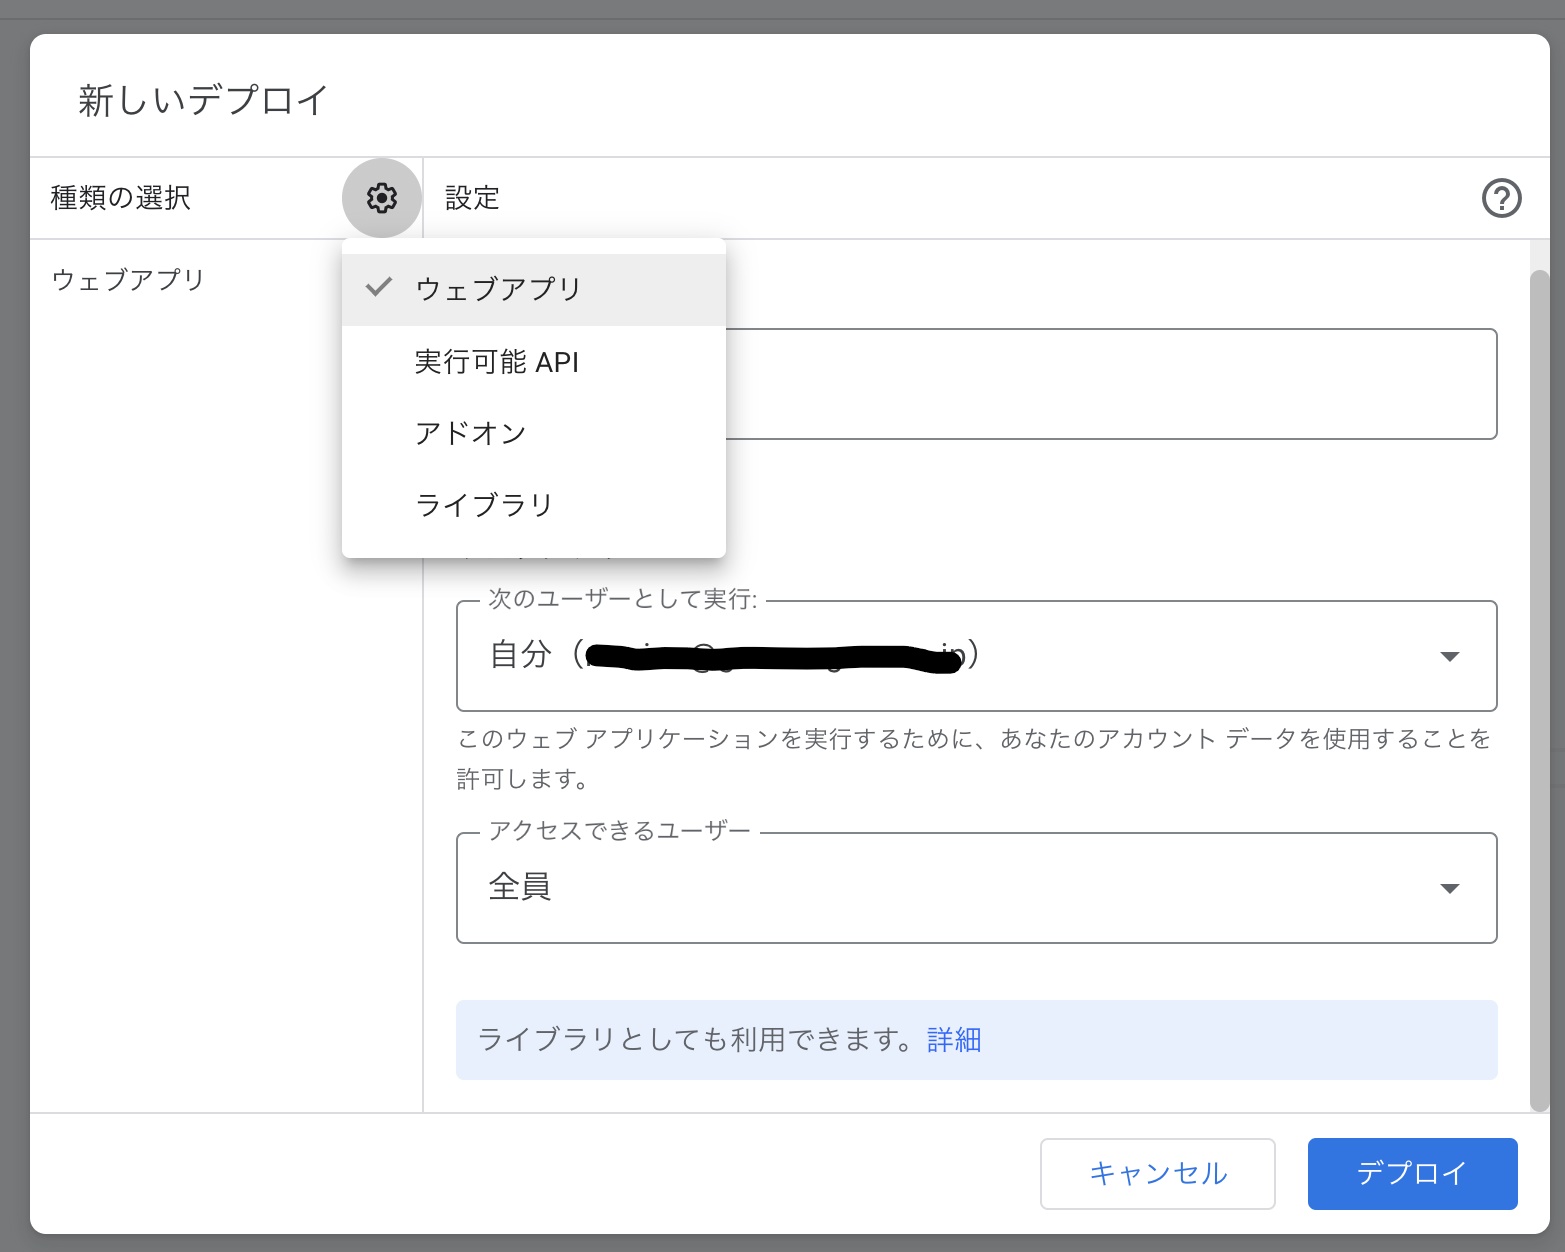 新しいデプロイ
種類の選択
設定
ウェブアプリ
ウェブアプリ
実行可能 API
アドオン
ライブラリ
次のユーザーとして実行:
自分（
）
このウェブ アプリケーションを実行するために、あなたのアカウント データを使用することを
許可します。
アクセスできるユーザー
全員
ライブラリとしても利用できます。詳細
キャンセル
デプロイ